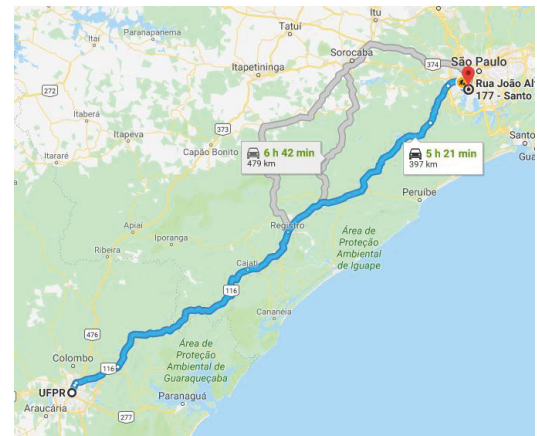 Paranapanema
Tatuí
Itu
Itaí
Sorocaba
374
São Paulo
Itapetininga
Rua João Alf
177 - Santo
272
Itaberá
Itapeva
373
Capão Bonito
Itararé
6 h 42 min
479 km
5 h 21 min
397 km
Santo
Gua
Peruíbe
Apiaí
Iporanga
Registro
Área de
Proteção
Ambiental
de Iguape
Ribeira
Cajati
116
Cananéia
476
Colombo
Área de
Proteção
Ambiental de
Guaraqueçaba
116
UFPR
Araucária
Paranaguá
277